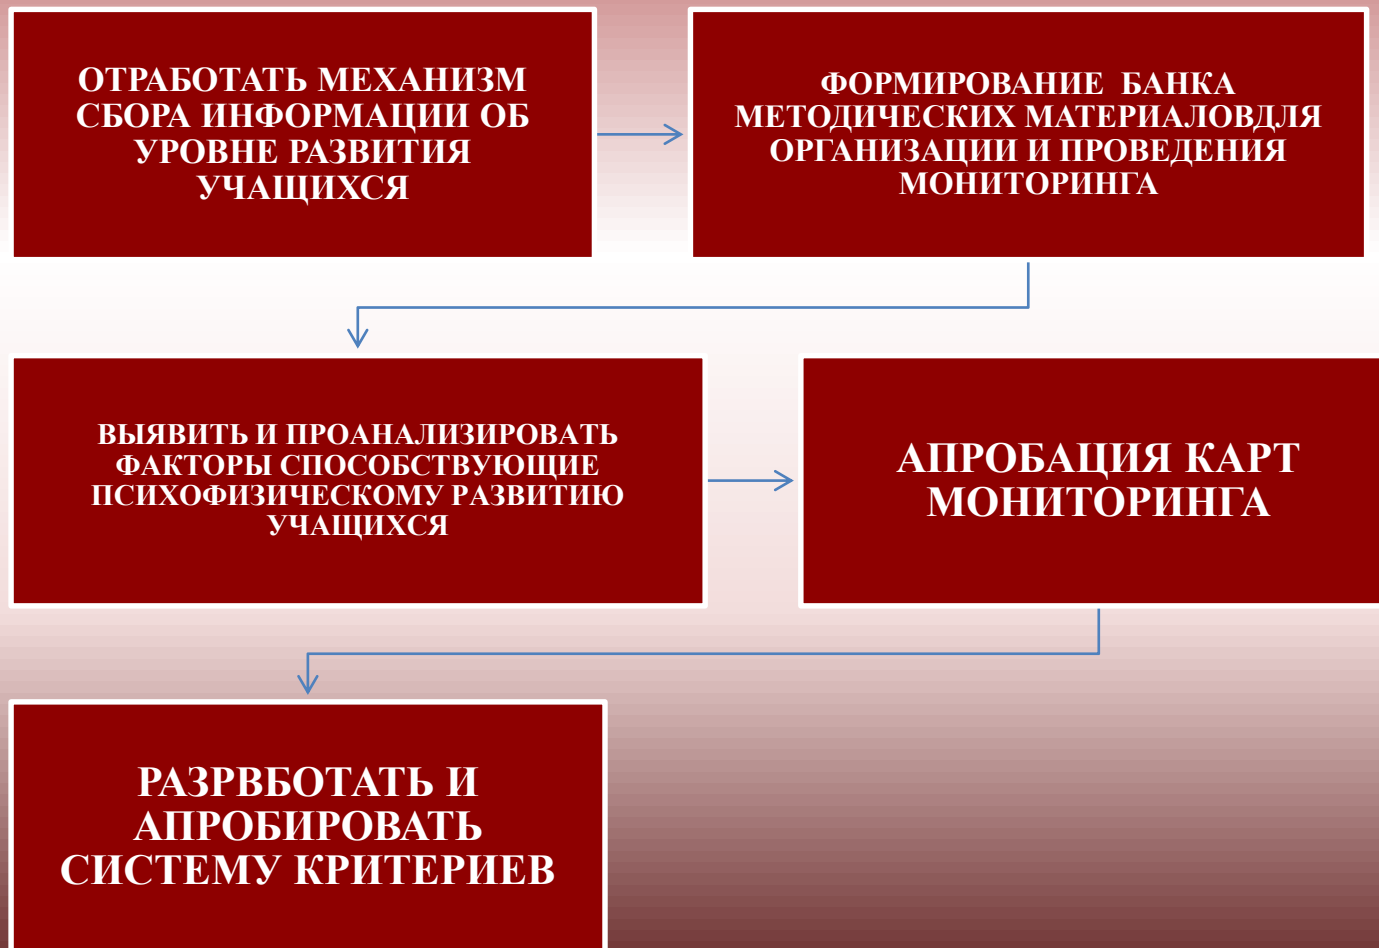 ОТРАБОТАТЬ МЕХАНИЗМ
СБОРА ИНФОРМАЦИИ ОБ
УРОВНЕ РАЗВИТИЯ
УЧАЩИХСЯ
ФОРМИРОВАНИЕ БАНКА
МЕТОДИЧЕСКИХ МАТЕРИАЛОВДЛЯ
ОРГАНИЗАЦИИ И ПРОВЕДЕНИЯ
МОНИТОРИНГА
ВЫЯВИТЬ И ПРОАНАЛИЗИРОВАТЬ
ФАКТОРЫ СПОСОБСТВУЮЩИЕ
ПСИХОФИЗИЧЕСКОМУ РАЗВИТИЮ
УЧАЩИХСЯ
АПРОБАЦИЯ КАРТ
МОНИТОРИНГА
РАЗРВБОТАТЬ И
АПРОБИРОВАТЬ
СИСТЕМУ КРИТЕРИЕВ